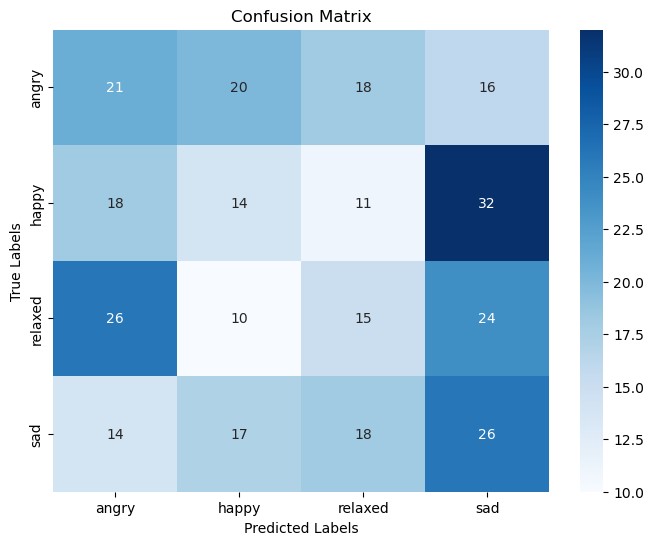 Confusion Matrix
True Labels
angry
21 20 18 16
happy
18 14 11 32
relaxed
26 10 15 24
sad
14 17 18 26
angry happy relaxed sad
Predicted Labels
30.0
27.5
25.0
22.5
20.0
17.5
15.0
12.5
10.0